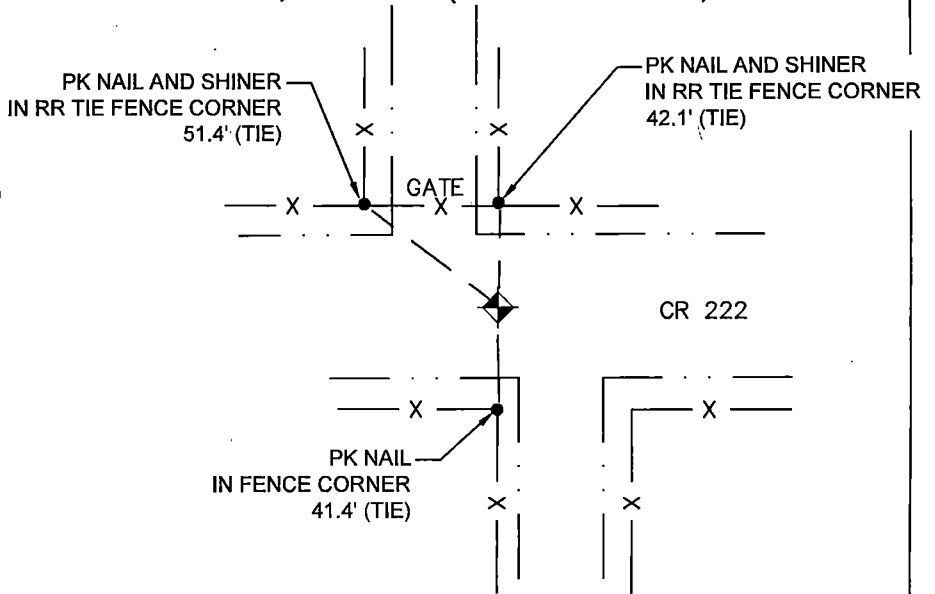 PK NAIL AND SHINER
IN RR TIE FENCE CORNER
51.4' (TIE)
PK NAIL AND SHINER
IN RR TIE FENCE CORNER
42.1' (TIE)
GATE
X
X
X
X
X
CR 222
X
X
PK NAIL
IN FENCE CORNER
41.4' (TIE)
X
X